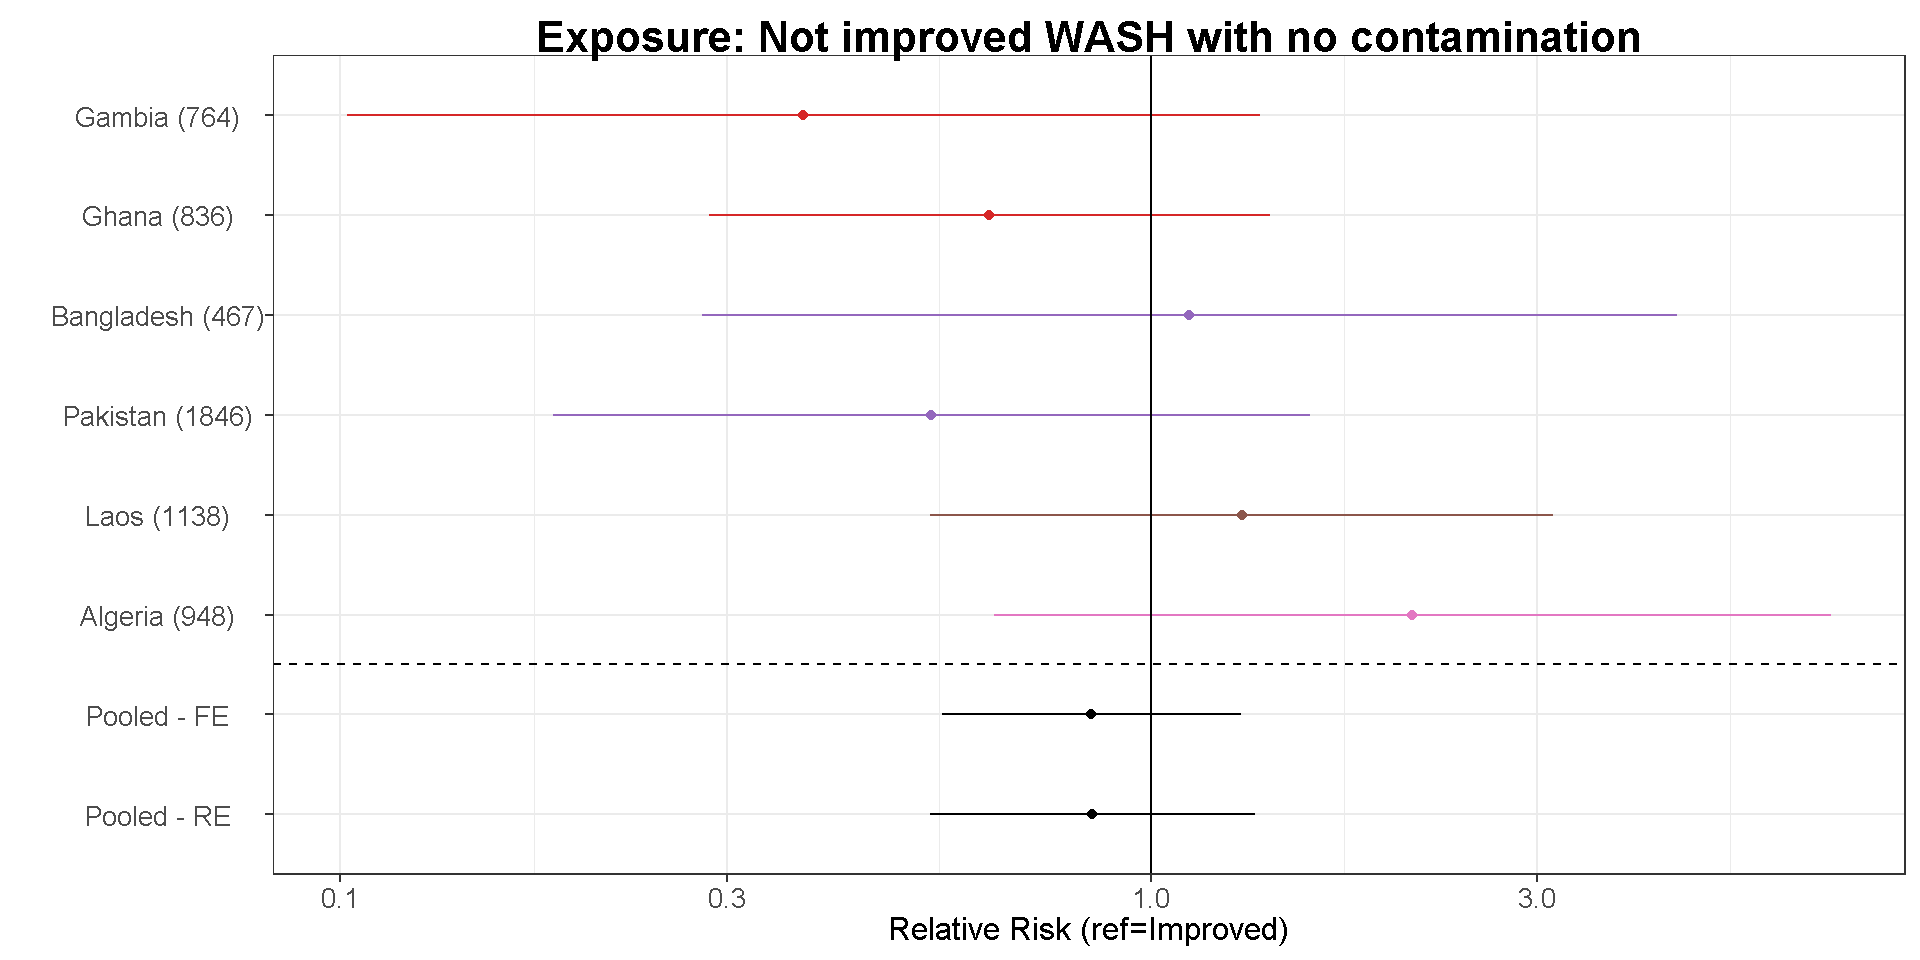 Exposure: Not improved WASH with no contamination
Gambia (764)
Ghana (836)
Bangladesh (467)
Pakistan (1846)
Laos (1138)
Algeria (948)
Pooled - FE
Pooled - RE
0.1 0.3 1.0 3.0
Relative Risk (ref=Improved)